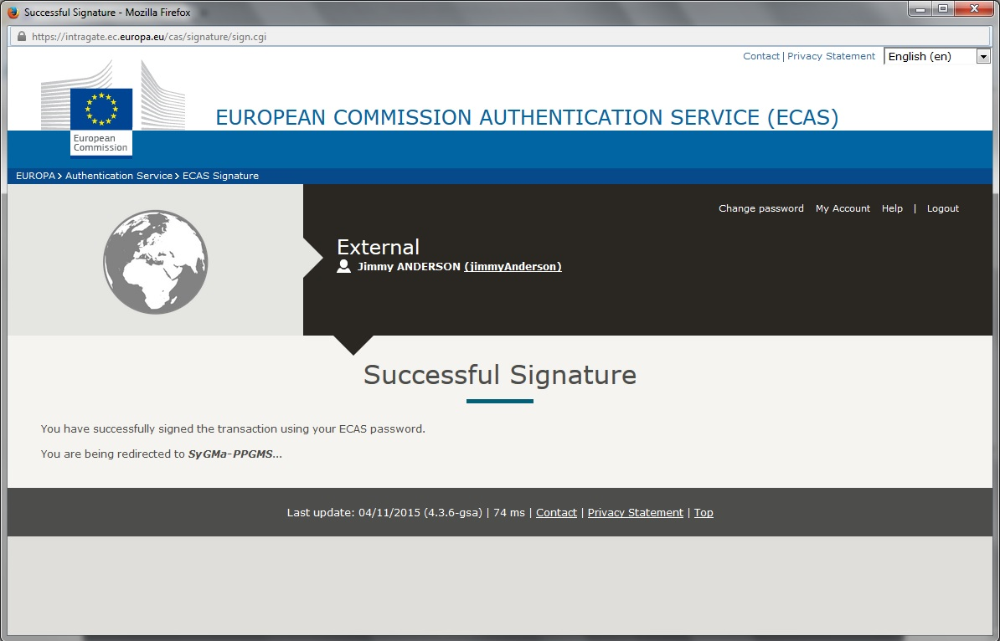 Successful Signature - Mozilla Firefox
https://intragate.ec.europa.eu/cas/signature/sign.cgi
Contact | Privacy Statement English (en)
EUROPEAN COMMISSION AUTHENTICATION SERVICE (ECAS)
European
Commission
EUROPA > Authentication Service > ECAS Signature
Change password My Account Help | Logout
External
Jimmy ANDERSON (jimmyAnderson)
Successful Signature
You have successfully signed the transaction using your ECAS password.
You are being redirected to SyGMa-PPGMS...
Last update: 04/11/2015 (4.3.6-gsa) | 74 ms | Contact | Privacy Statement | Top